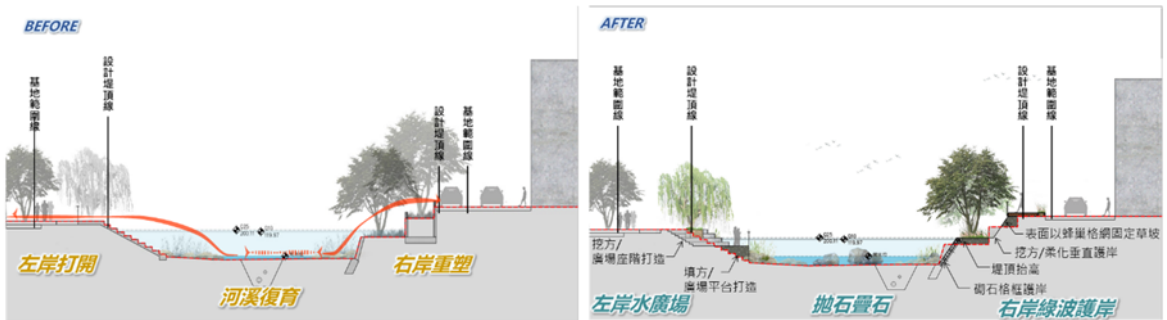 BEFORE
基地範圍線
設計堤頂線
設計堤頂線
基地範圍線
左岸打開
河溪復育
右岸重塑
AFTER
基地範圍線
設計堤頂線
設計堤頂線
基地範圍線
挖方/
廣場座階打造
填方/
廣場平台打造
表面以蜂巢格網固定草坡
挖方/柔化垂直護岸
堤頂抬高
砌石格框護岸
左岸水廣場
拋石疊石
右岸綠波護岸